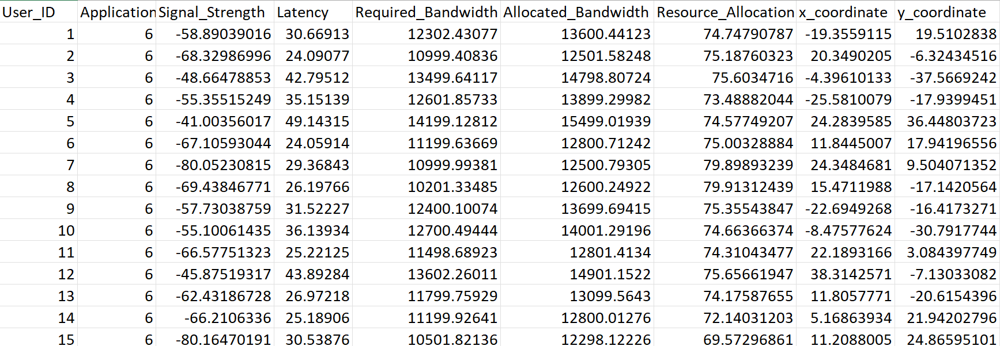 User_ID Application Signal_Strength Latency Required_Bandwidth Allocated_Bandwidth Resource_Allocation x_coordinate y_coordinate
1 6 -58.89039016 30.66913 12302.43077 13600.44123 74.74790787 -19.3559115 19.5102838
2 6 -68.32986996 24.09077 10999.40836 12501.58248 75.18760323 20.3490205 -6.32434516
3 6 -48.66478853 42.79512 13499.64117 14798.80724 75.6034716 -4.39610133 -37.5669242
4 6 -55.35515249 35.15139 12601.85733 13899.29982 73.48882044 -25.5810079 -17.9399451
5 6 -41.00356017 49.14315 14199.12812 15499.01939 74.57749207 24.2839585 36.44803723
6 6 -67.10593044 24.05914 11199.63669 12800.71242 75.00328884 11.8445007 17.94196556
7 6 -80.05230815 29.36843 10999.99381 12500.79305 79.89893239 24.3484681 9.504071352
8 6 -69.43846771 26.19766 10201.33485 12600.24922 79.91312439 15.4711988 -17.1420564
9 6 -57.73038759 31.52227 12400.10074 13699.69415 75.35543847 -22.6949268 -16.4173271
10 6 -55.10061435 36.13934 12700.49444 14001.29196 74.66366374 -8.47577624 -30.7917744
11 6 -66.57751323 25.22125 11498.68923 12801.4134 74.31043477 22.1893166 3.084397749
12 6 -45.87519317 43.89284 13602.26011 14901.1522 75.65661947 38.3142571 -7.13033082
13 6 -62.43186728 26.97218 11799.75929 13099.5643 74.17587655 11.8057771 -20.6154396
14 6 -66.2106336 25.18906 11199.92641 12800.01276 72.14031203 5.16863934 21.94202796
15 6 -80.16470191 30.53876 10501.82136 12298.12226 69.57296861 11.2088005 24.86595101